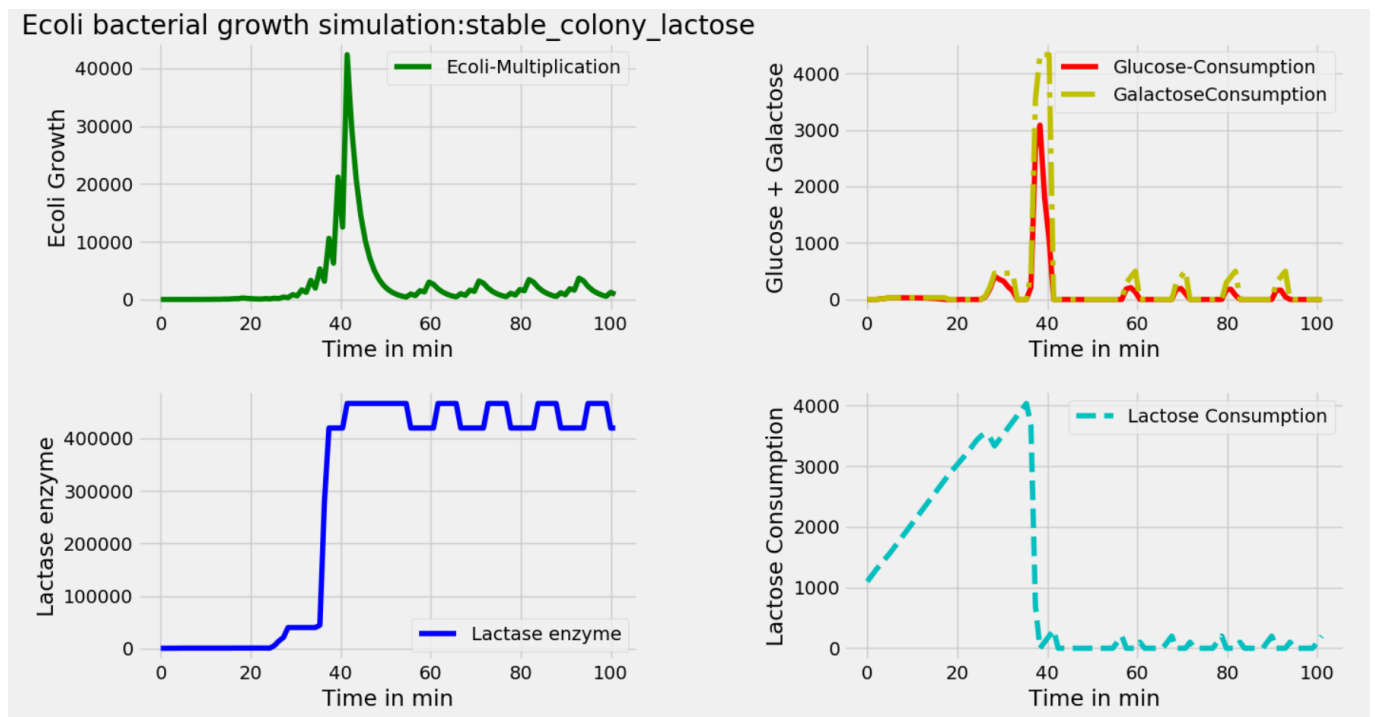 Ecoli bacterial growth simulation:stable_colony_lactose
Ecoli Growth
40000
30000
20000
10000
0
Ecoli-Multiplication
0 20 40 60 80 100
Time in min
Glucose + Galactose
4000
3000
2000
1000
0
Glucose-Consumption
GalactoseConsumption
0 20 40 60 80 100
Time in min
Lactase enzyme
400000
300000
200000
100000
0
Lactase enzyme
0 20 40 60 80 100
Time in min
Lactose Consumption
4000
3000
2000
1000
0
Lactose Consumption
0 20 40 60 80 100
Time in min